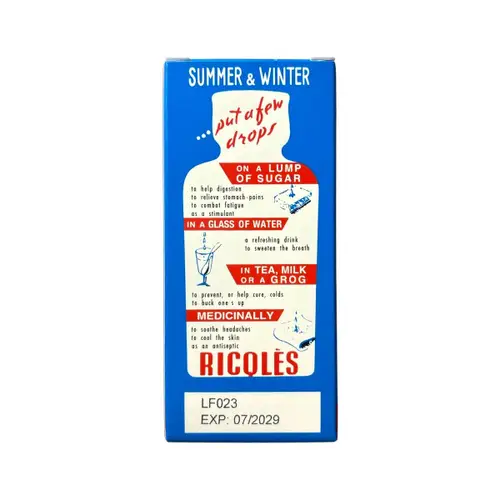 SUMMER & WINTER
...put a few
drops
ON A LUMP
OF SUGAR
to help digestion
to relieve stomach-pains
to combat fatigue
as a stimulant
IN A GLASS OF WATER
a refreshing drink
to sweeten the breath
IN TEA, MILK
OR A GROG
to prevent, or help cure, colds
to buck one s up
MEDICINALLY
to soothe headaches
to cool the skin
as an antiseptic
RICQLÈS
LF023
EXP: 07/2029